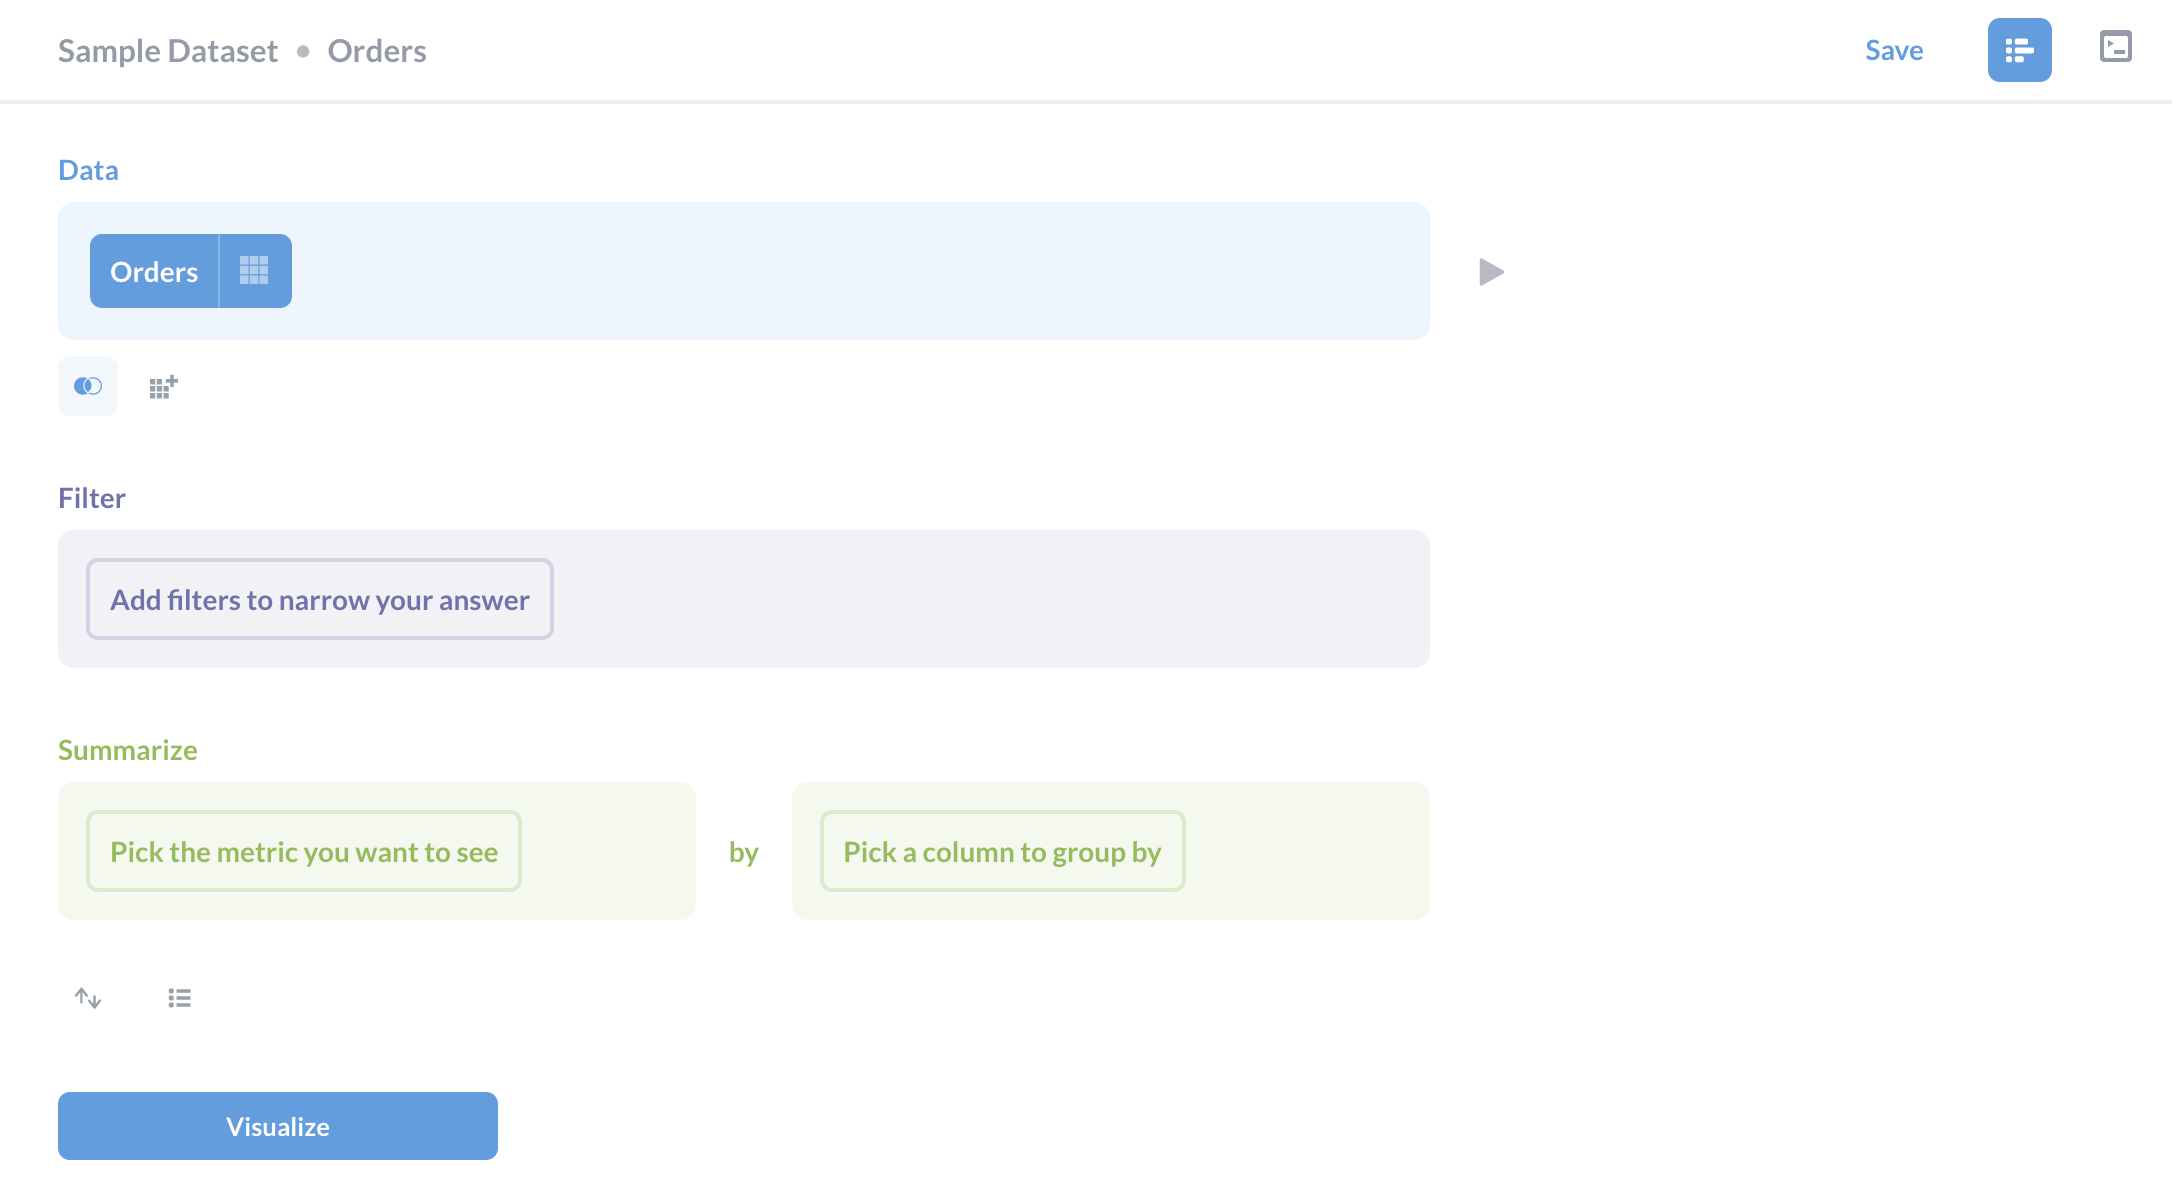 Sample Dataset • Orders
Save
Data
Orders
Filter
Add filters to narrow your answer
Summarize
Pick the metric you want to see
by
Pick a column to group by
Visualize